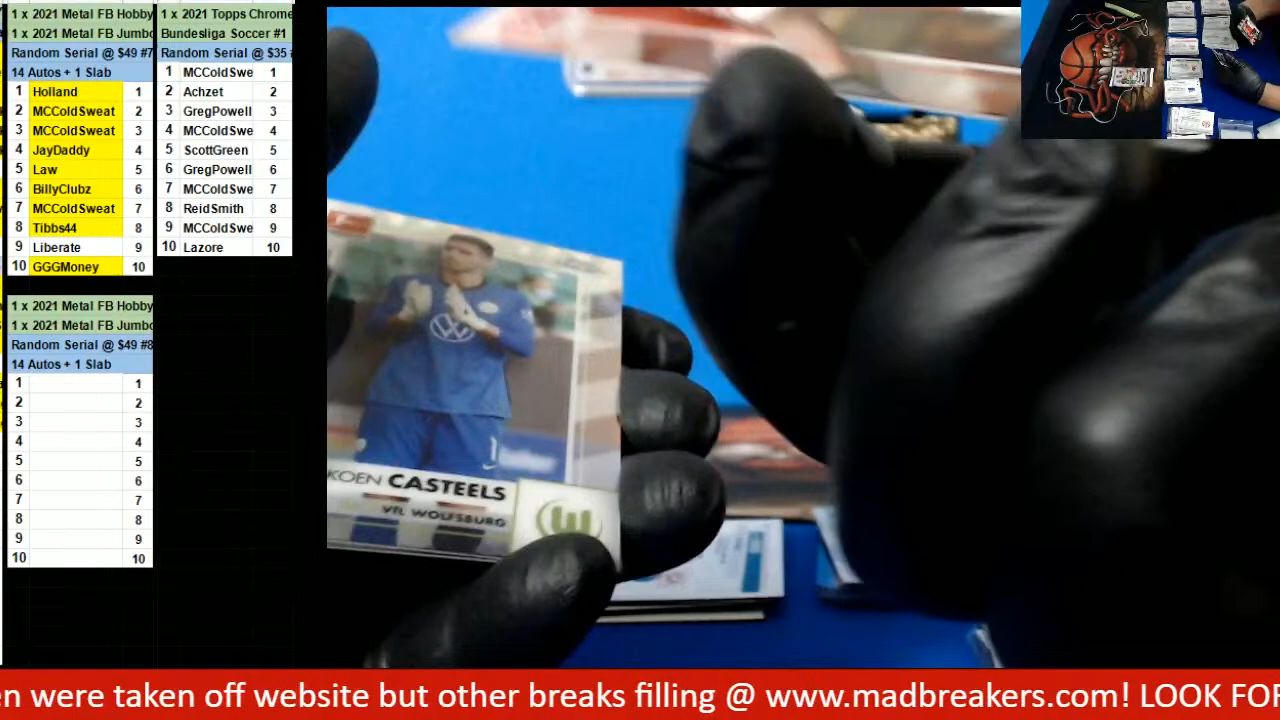 1 x 2021 Metal FB Hobby
1 x 2021 Metal FB Jumbo
Random Serial @ $49 #7
14 Autos + 1 Slab
1 Holland 1
2 MCColdSweat 2
3 MCColdSweat 3
4 JayDaddy 4
5 Law 5
6 BillyClubz 6
7 MCColdSweat 7
8 Tibbs44 8
9 Liberate 9
10 GGGMoney 10
1 x 2021 Topps Chrome
Bundesliga Soccer #1
Random Serial @ $35 #
1 MCColdSwe 1
2 Achzet 2
3 GregPowell 3
4 MCColdSwe 4
5 ScottGreen 5
6 GregPowell 6
7 MCColdSwe 7
8 ReidSmith 8
9 MCColdSwe 9
10 Lazore 10
1 x 2021 Metal FB Hobby
1 x 2021 Metal FB Jumbo
Random Serial @ $49 #8
14 Autos + 1 Slab
1 1
2 2
3 3
4 4
5 5
6 6
7 7
8 8
9 9
10 10
1
KOEN CASTEELS
VfL WOLFSBURG
en were taken off website but other breaks filling @ www.madbreakers.com! LOOK FOR